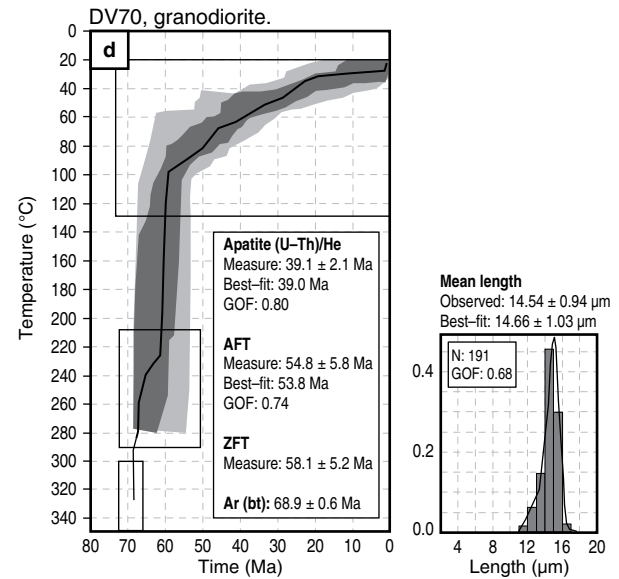 DV70, granodiorite.
d
0
20
40
60
80
100
120
140
160
180
200
220
240
260
280
300
320
340
Temperature (°C)
80 70 60 50 40 30 20 10 0
Time (Ma)
Apatite (U–Th)/He
Measure: 39.1 ± 2.1 Ma
Best–fit: 39.0 Ma
GOF: 0.80
AFT
Measure: 54.8 ± 5.8 Ma
Best–fit: 53.8 Ma
GOF: 0.74
ZFT
Measure: 58.1 ± 5.2 Ma
Ar (bt): 68.9 ± 0.6 Ma
Mean length
Observed: 14.54 ± 0.94 µm
Best–fit: 14.66 ± 1.03 µm
N: 191
GOF: 0.68
0.4
0.2
0.0
4 8 12 16 20
Length (µm)